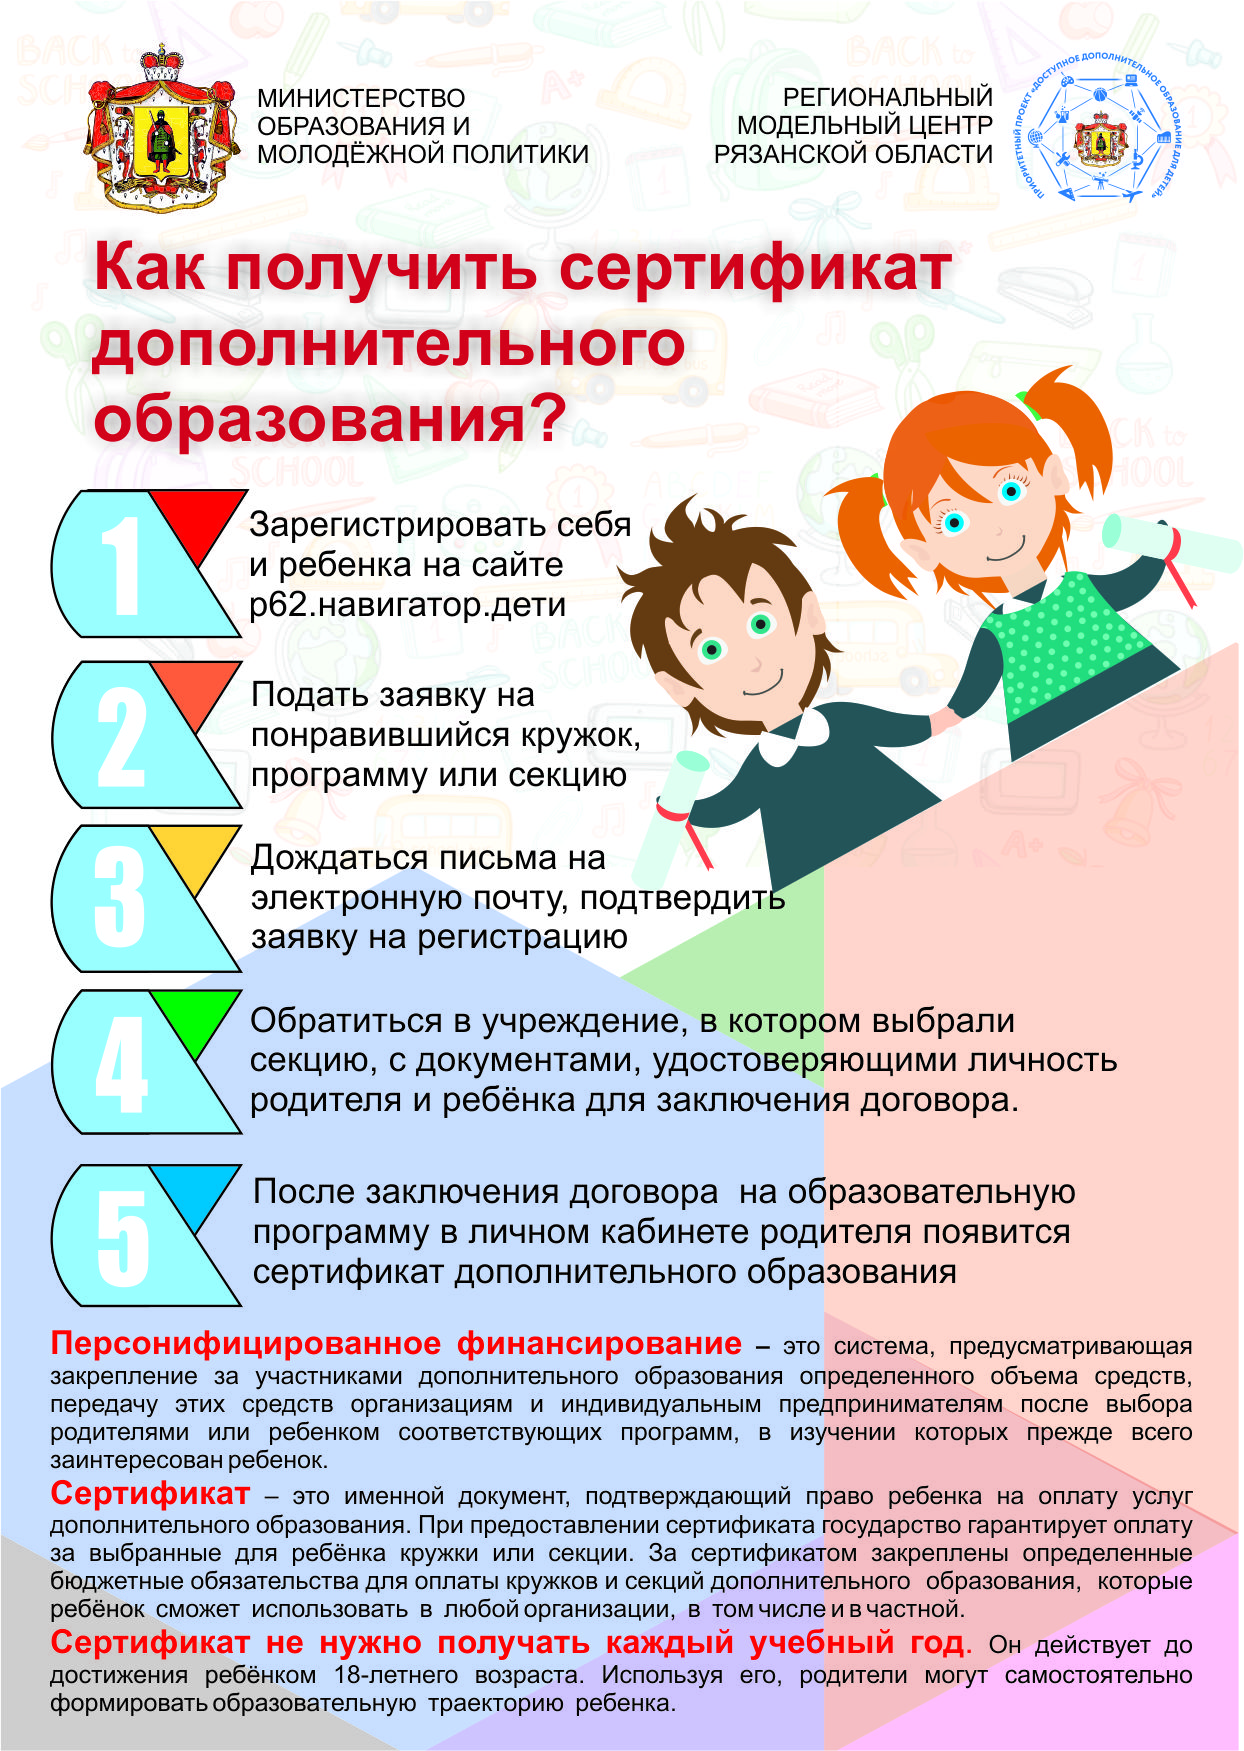 МИНИСТЕРСТВО
ОБРАЗОВАНИЯ И
МОЛОДЁЖНОЙ ПОЛИТИКИ
РЕГИОНАЛЬНЫЙ
МОДЕЛЬНЫЙ ЦЕНТР
РЯЗАНСКОЙ ОБЛАСТИ
ПРИОРИТЕТНЫЙ ПРОЕКТ «ДОСТУПНОЕ ДОПОЛНИТЕЛЬНОЕ ОБРАЗОВАНИЕ ДЛЯ ДЕТЕЙ»
Как получить сертификат
дополнительного
образования?
1
Зарегистрировать себя
и ребенка на сайте
р62.навигатор.дети
2
Подать заявку на
понравившийся кружок,
программу или секцию
3
Дождаться письма на
электронную почту, подтвердить
заявку на регистрацию
4
Обратиться в учреждение, в котором выбрали
секцию, с документами, удостоверяющими личность
родителя и ребёнка для заключения договора.
5
После заключения договора на образовательную
программу в личном кабинете родителя появится
сертификат дополнительного образования
Персонифицированное финансирование – это система, предусматривающая
закрепление за участниками дополнительного образования определенного объема средств,
передачу этих средств организациям и индивидуальным предпринимателям после выбора
родителями или ребенком соответствующих программ, в изучении которых прежде всего
заинтересован ребенок.
Сертификат – это именной документ, подтверждающий право ребенка на оплату услуг
дополнительного образования. При предоставлении сертификата государство гарантирует оплату
за выбранные для ребёнка кружки или секции. За сертификатом закреплены определенные
бюджетные обязательства для оплаты кружков и секций дополнительного образования, которые
ребёнок сможет использовать в любой организации, в том числе и в частной.
Сертификат не нужно получать каждый учебный год. Он действует до
достижения ребёнком 18-летнего возраста. Используя его, родители могут самостоятельно
формировать образовательную траекторию ребенка.